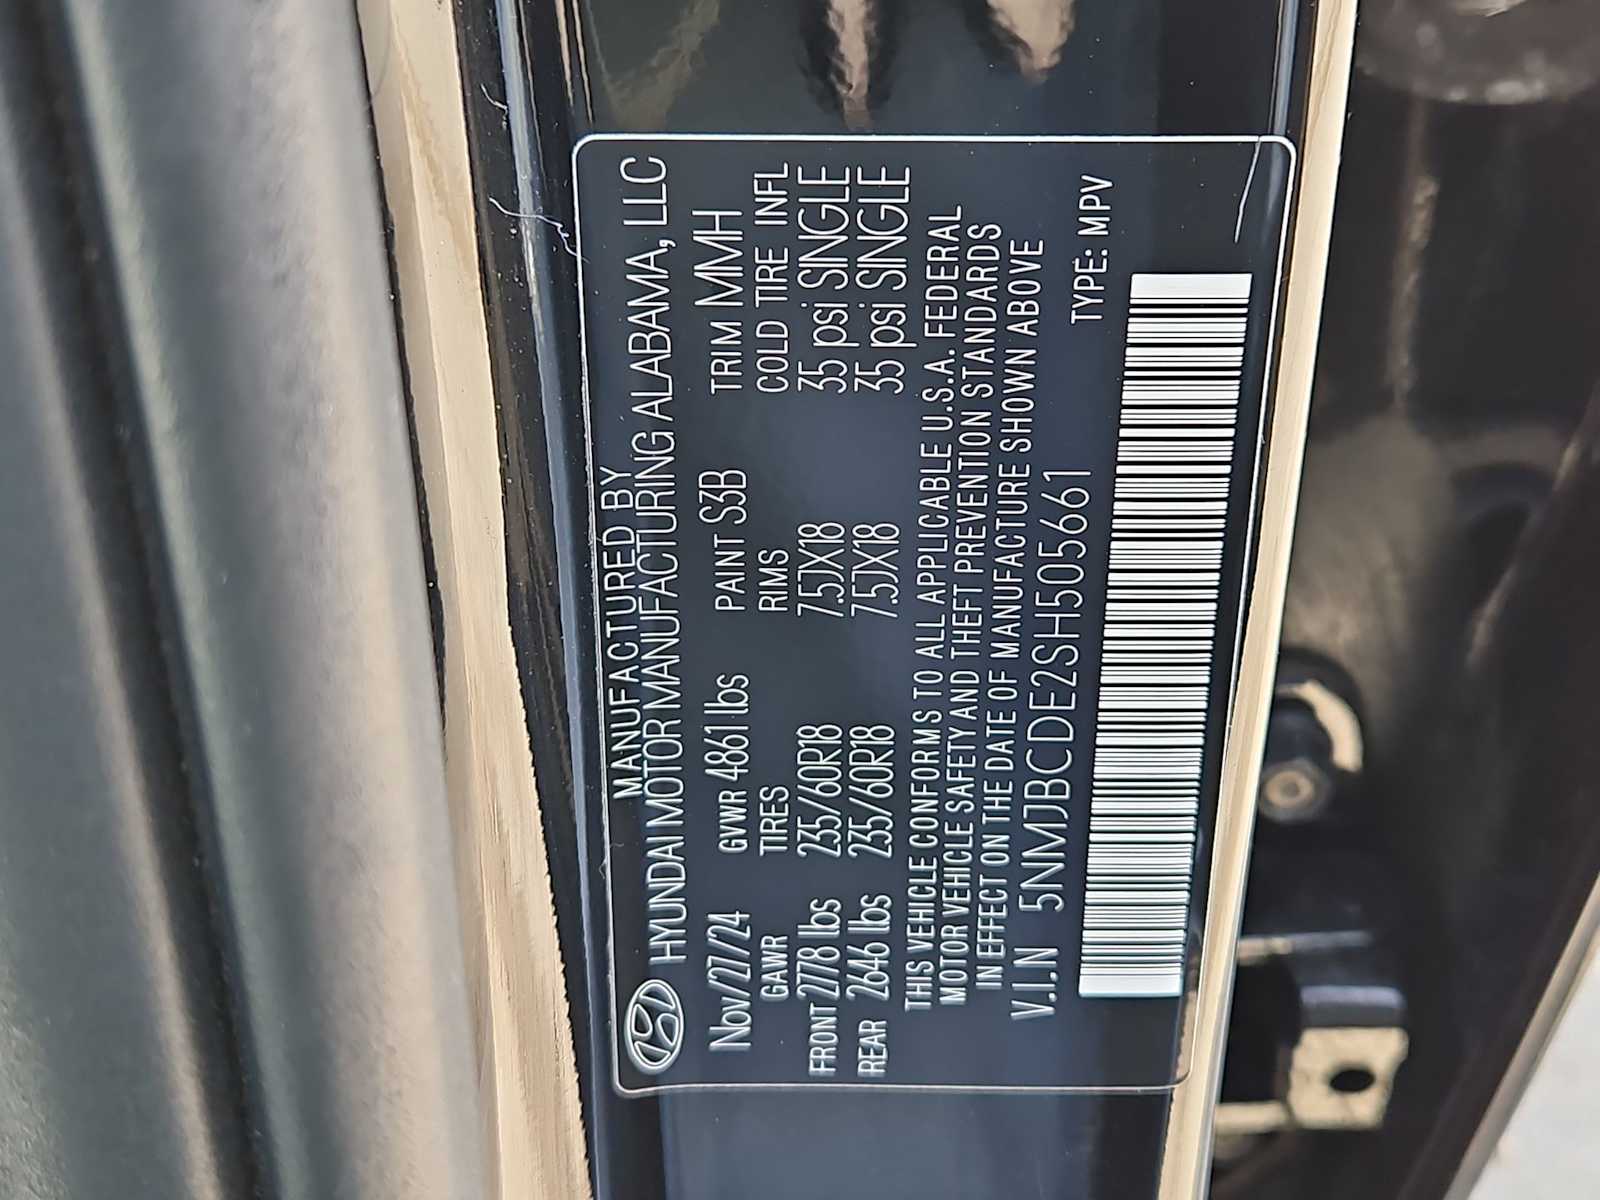 MANUFACTURED BY
HYUNDAI MOTOR MANUFACTURING ALABAMA, LLC
Nov/27/24 GVWR 4861 lbs PAINT S3B TRIM MMH
GAWR TIRES RIMS COLD TIRE INFL
FRONT 2778 lbs 235/60R18 7.5JX18 35 psi SINGLE
REAR 2646 lbs 235/60R18 7.5JX18 35 psi SINGLE
THIS VEHICLE CONFORMS TO ALL APPLICABLE U.S.A. FEDERAL
MOTOR VEHICLE SAFETY AND THEFT PREVENTION STANDARDS
IN EFFECT ON THE DATE OF MANUFACTURE SHOWN ABOVE
V.I.N 5NMJBCDE2SH505661 TYPE: MPV